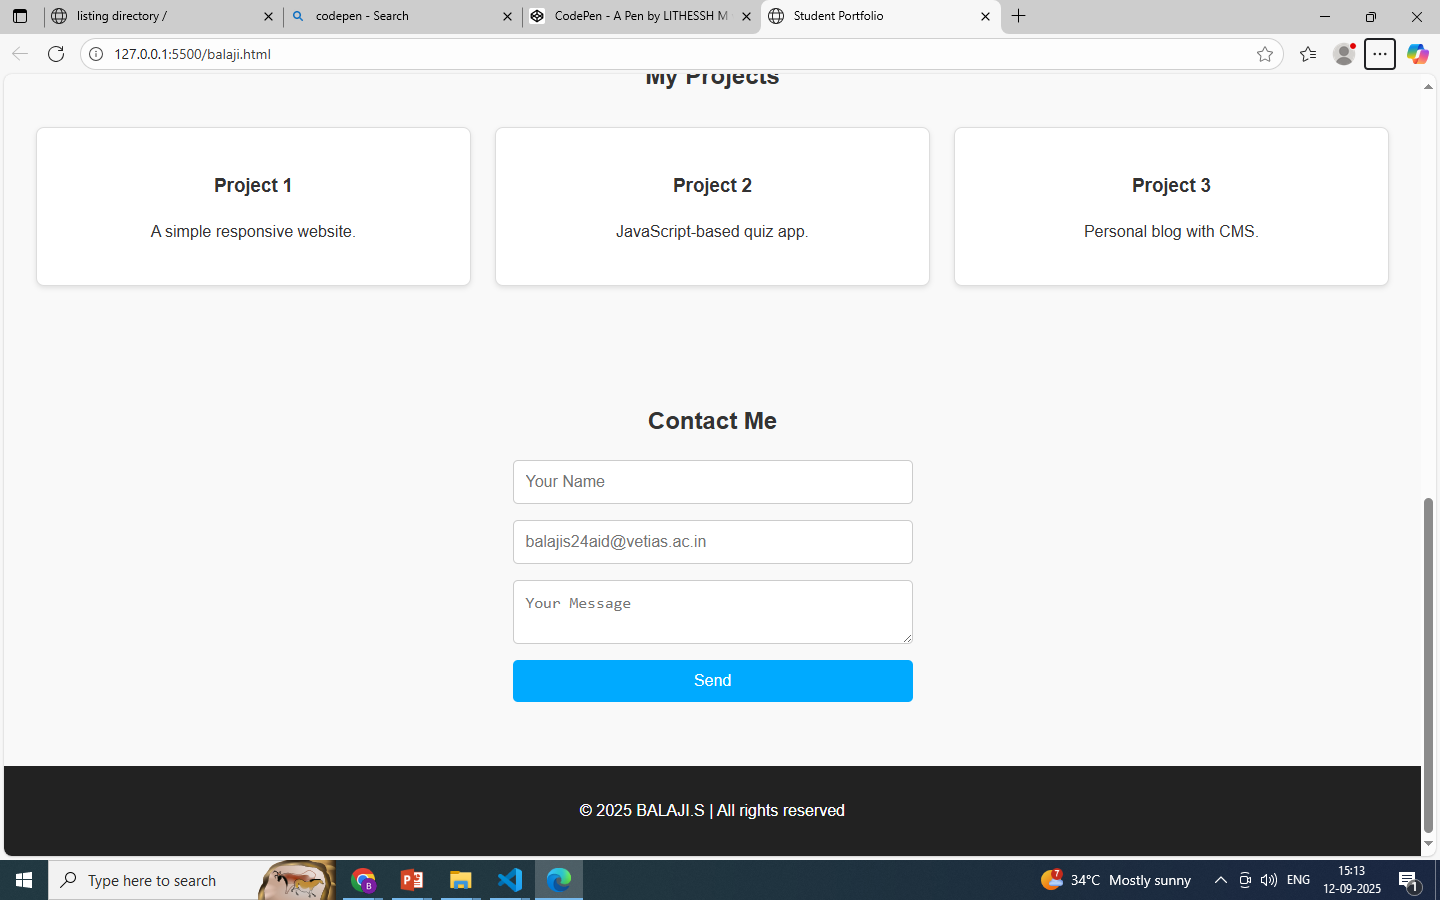 listing directory /
codepen - Search
CodePen - A Pen by LITHESSH M
Student Portfolio
127.0.0.1:5500/balaji.html
My Projects
Project 1
A simple responsive website.
Project 2
JavaScript-based quiz app.
Project 3
Personal blog with CMS.
Contact Me
Your Name
balajis24aid@vetias.ac.in
Your Message
Send
© 2025 BALAJI.S | All rights reserved
Type here to search
B
7
34°C Mostly sunny
ENG
15:13
12-09-2025
1